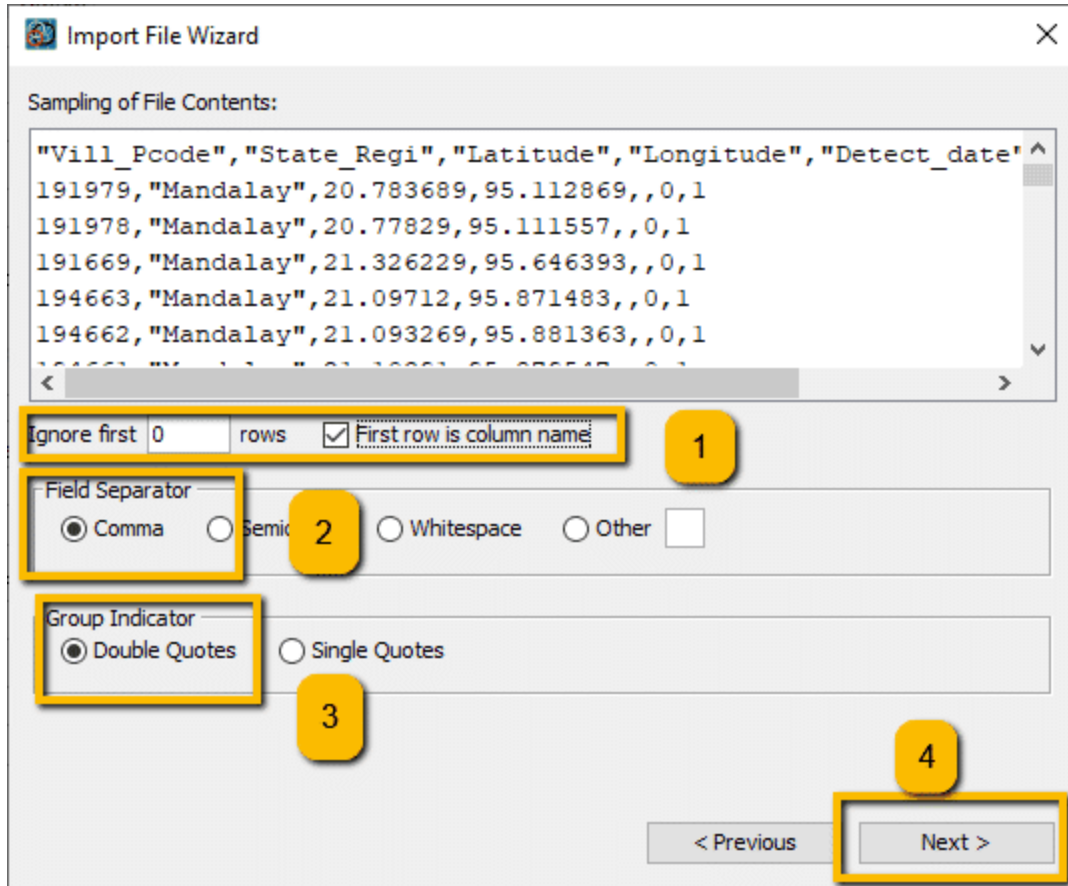 Import File Wizard
Sampling of File Contents:
"Vill_Pcode","State_Regi","Latitude","Longitude","Detect_date"
191979,"Mandalay",20.783689,95.112869,,0,1
191978,"Mandalay",20.77829,95.111557,,0,1
191669,"Mandalay",21.326229,95.646393,,0,1
194663,"Mandalay",21.09712,95.871483,,0,1
194662,"Mandalay",21.093269,95.881363,,0,1
Ignore first 0 rows First row is column name
1
Field Separator
Comma Whitespace Other
2
Group Indicator
Double Quotes Single Quotes
3
4
< Previous Next >